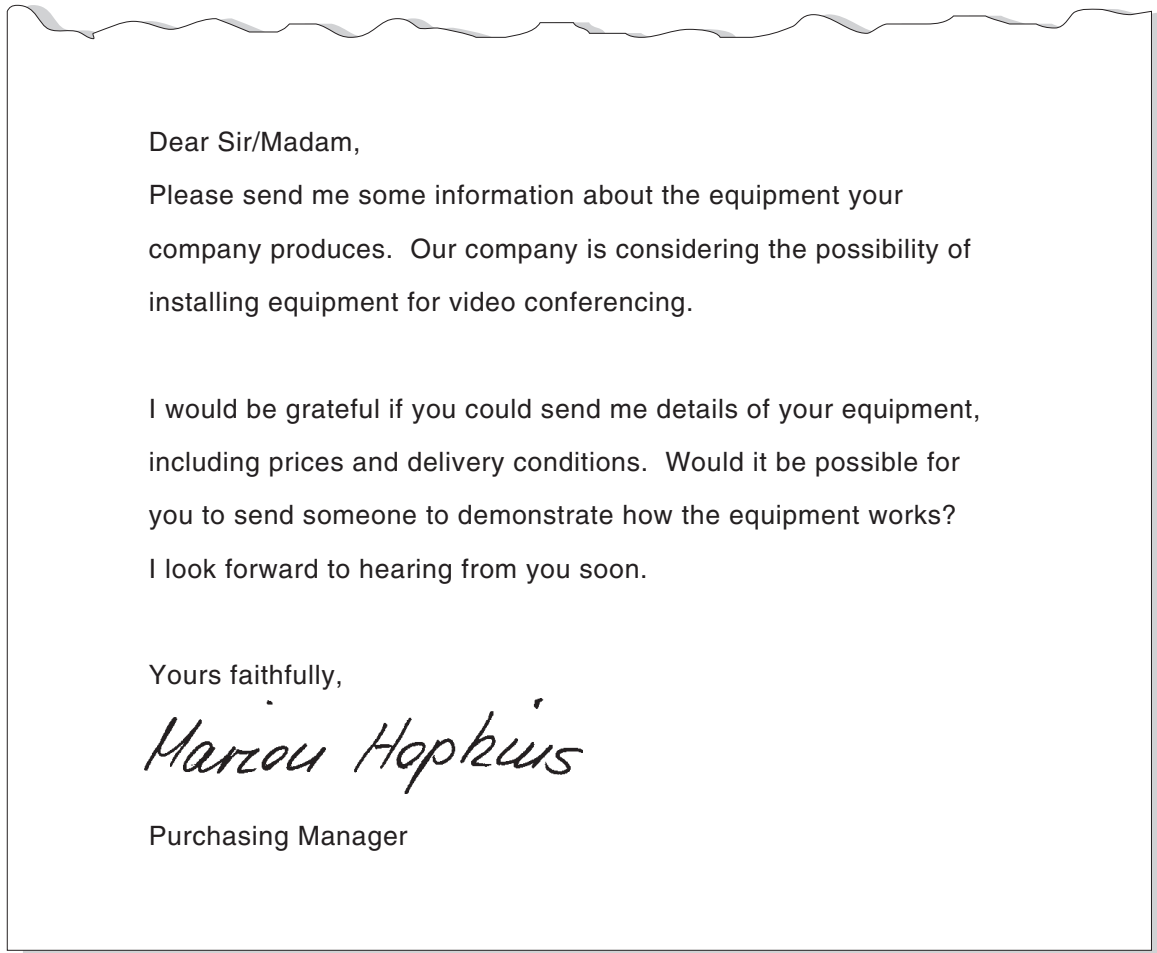 Dear Sir/Madam,
Please send me some information about the equipment your
company produces.  Our company is considering the possibility of
installing equipment for video conferencing.
I would be grateful if you could send me details of your equipment,
including prices and delivery conditions.  Would it be possible for
you to send someone to demonstrate how the equipment works?
I look forward to hearing from you soon.
Yours faithfully,
Marion Hopkins
Purchasing Manager